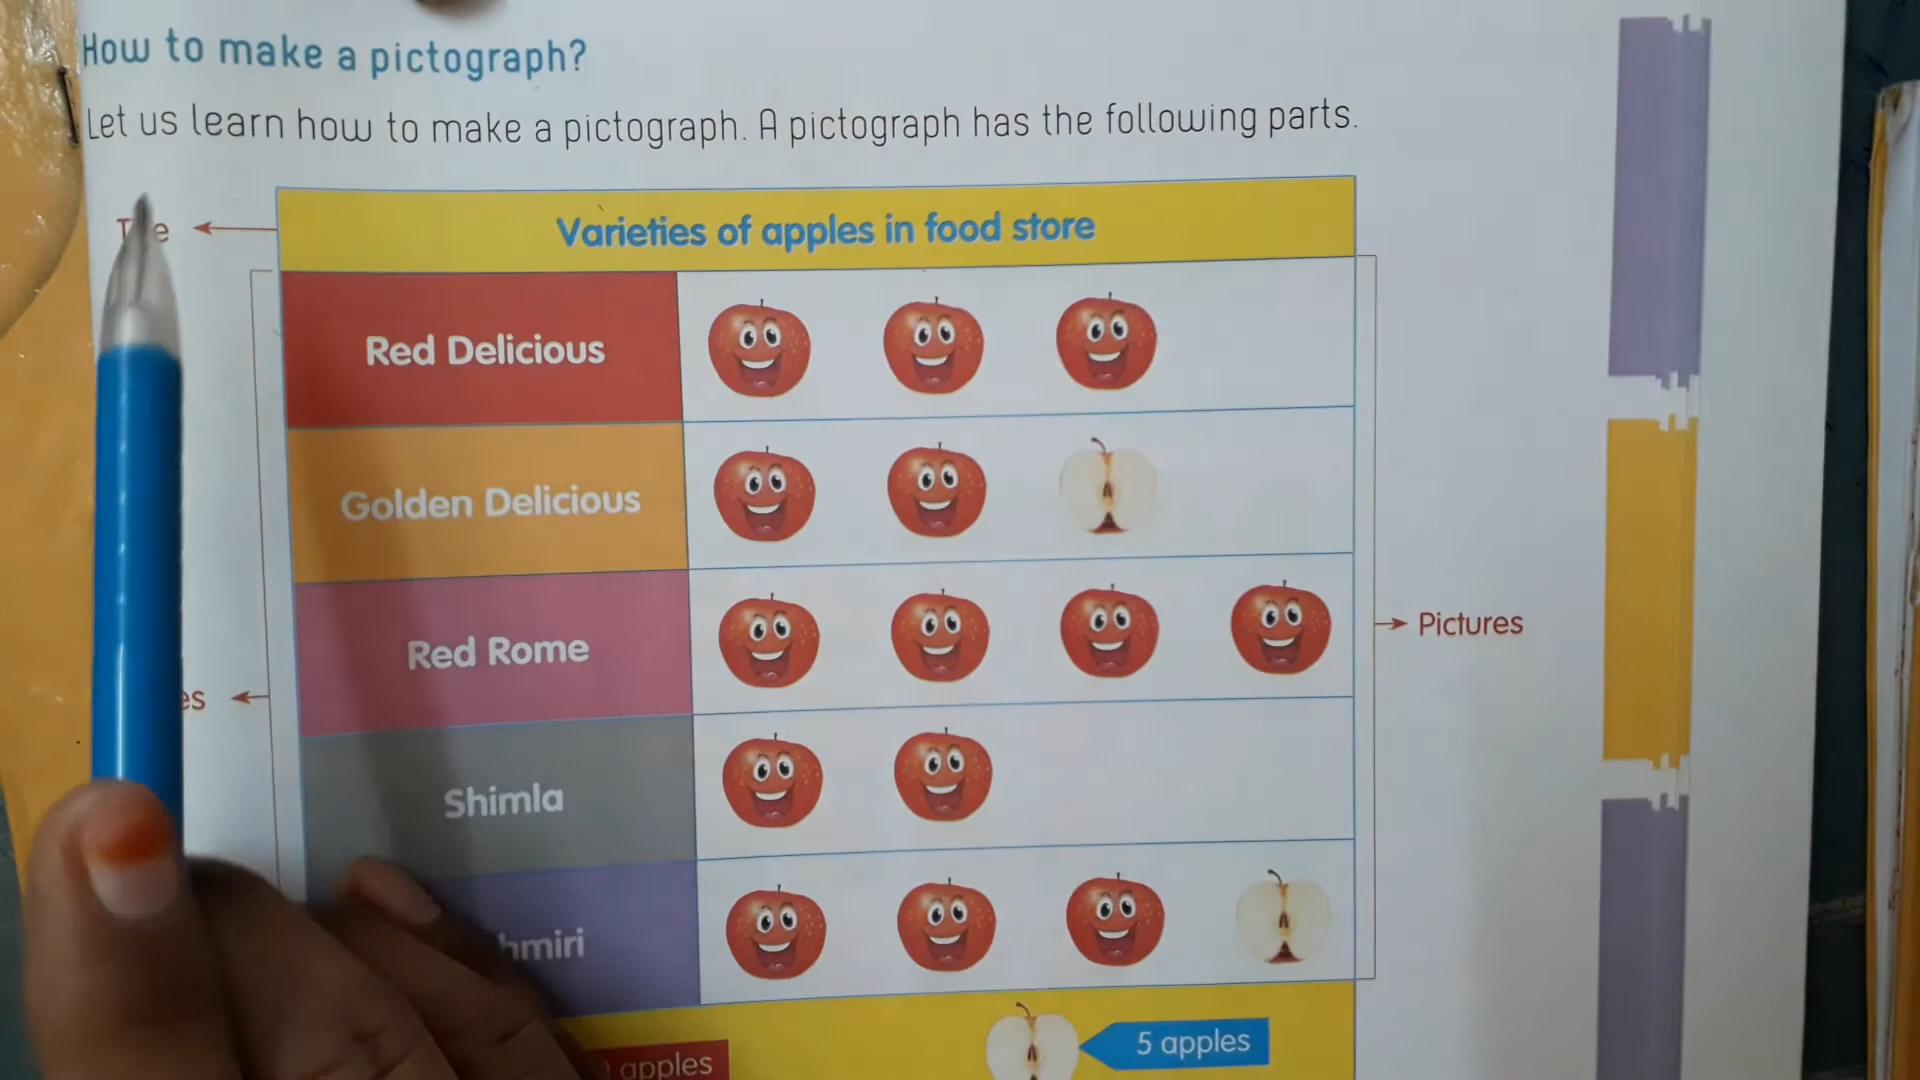 How to make a pictograph?
Let us learn how to make a pictograph. A pictograph has the following parts.
Varieties of apples in food store
Red Delicious
Golden Delicious
Red Rome
Pictures
Shimla
5 apples
apples